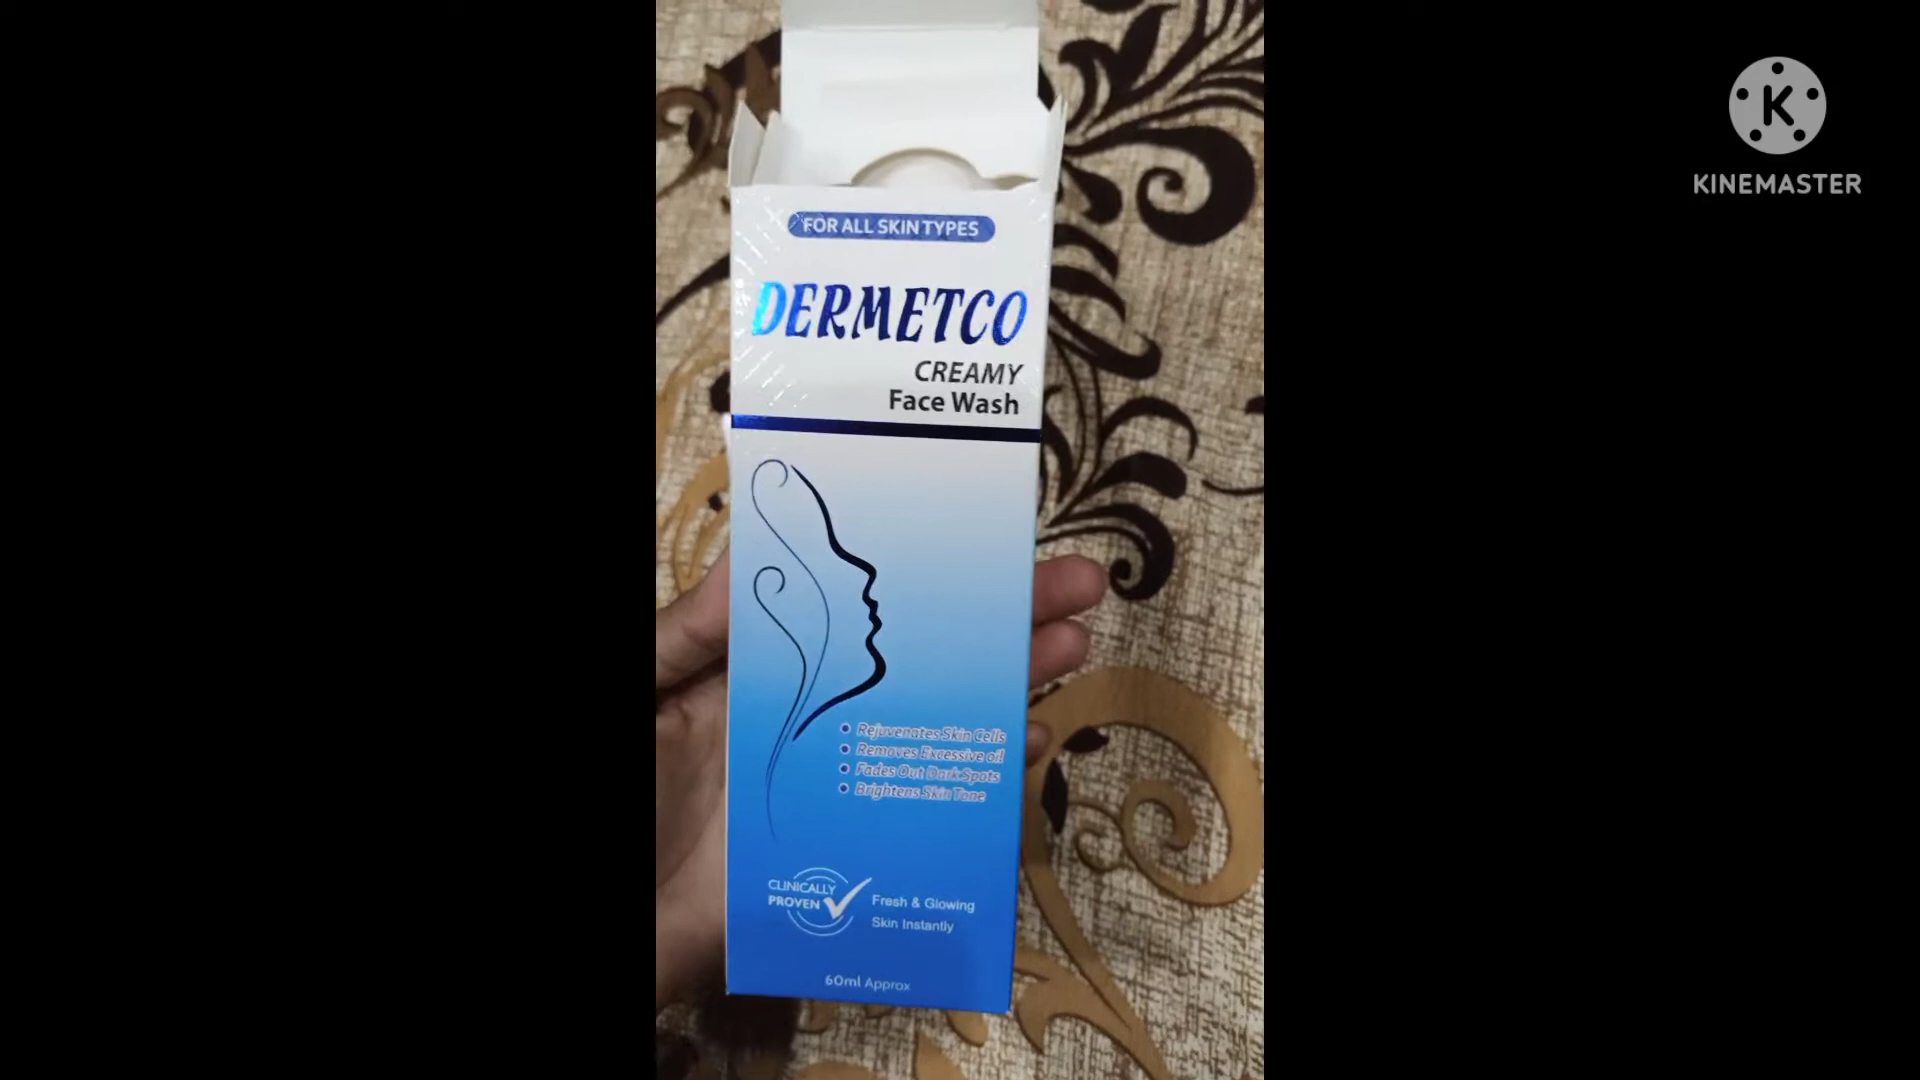 FOR ALL SKIN TYPES
DERMETCO
CREAMY
Face Wash
Rejuvenates Skin Cells
Removes Excessive oil
Fades Out Dark Spots
Brightens Skin Tone
CLINICALLY
PROVEN
Fresh & Glowing
Skin Instantly
60ml Approx
K
KINEMASTER